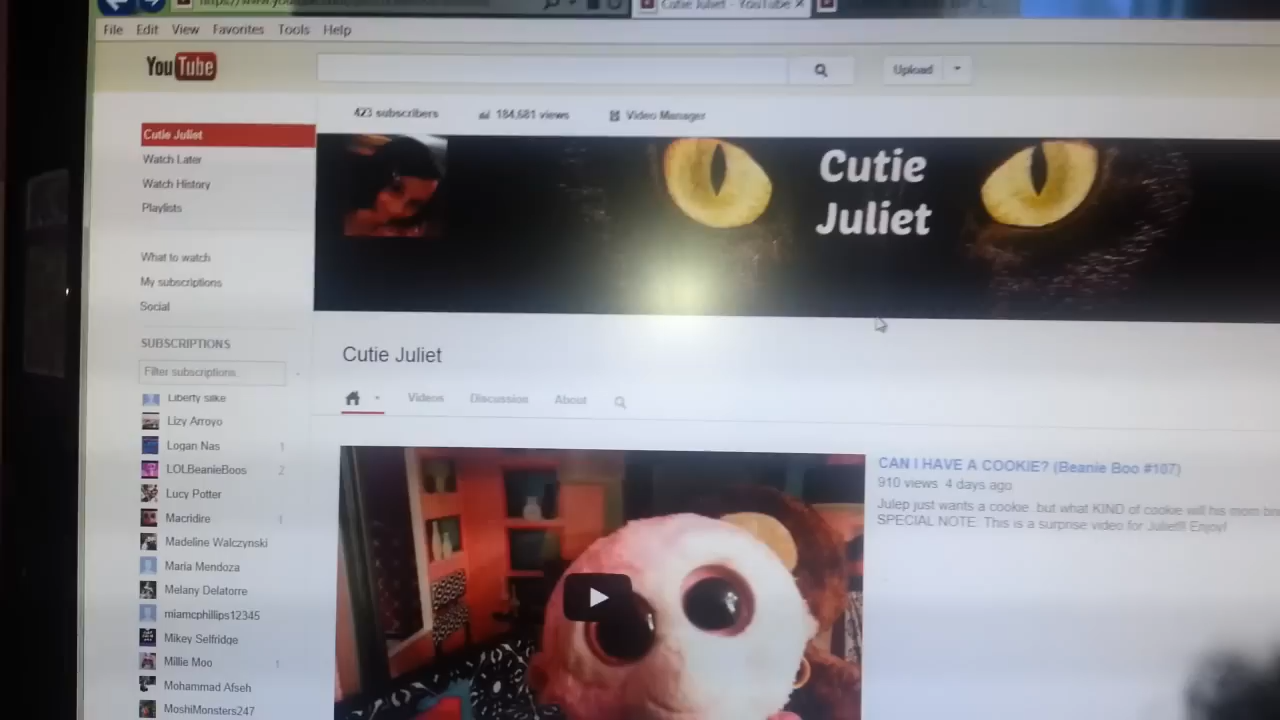 Cutie Juliet - YouTube
File Edit View Favorites Tools Help
YouTube
Upload
423 subscribers 184,681 views Video Manager
Cutie Juliet
Watch Later
Watch History
Playlists
What to watch
My subscriptions
Social
SUBSCRIPTIONS
Filter subscriptions
Liberty silke
Lizy Arroyo
Logan Nas 1
LOLBeanieBoos 2
Lucy Potter
Macridire 1
Madeline Walczynski
Maria Mendoza
Melany Delatorre
miamcphillips12345
Mikey Selfridge
Millie Moo 1
Mohammad Afseh
MoshiMonsters247
Cutie
Juliet
Cutie Juliet
Videos Discussion About
CAN I HAVE A COOKIE? (Beanie Boo #107)
910 views 4 days ago
Julep just wants a cookie. but what KIND of cookie will his mom
SPECIAL NOTE: This is a surprise video for Juliet!!! Enjoy!